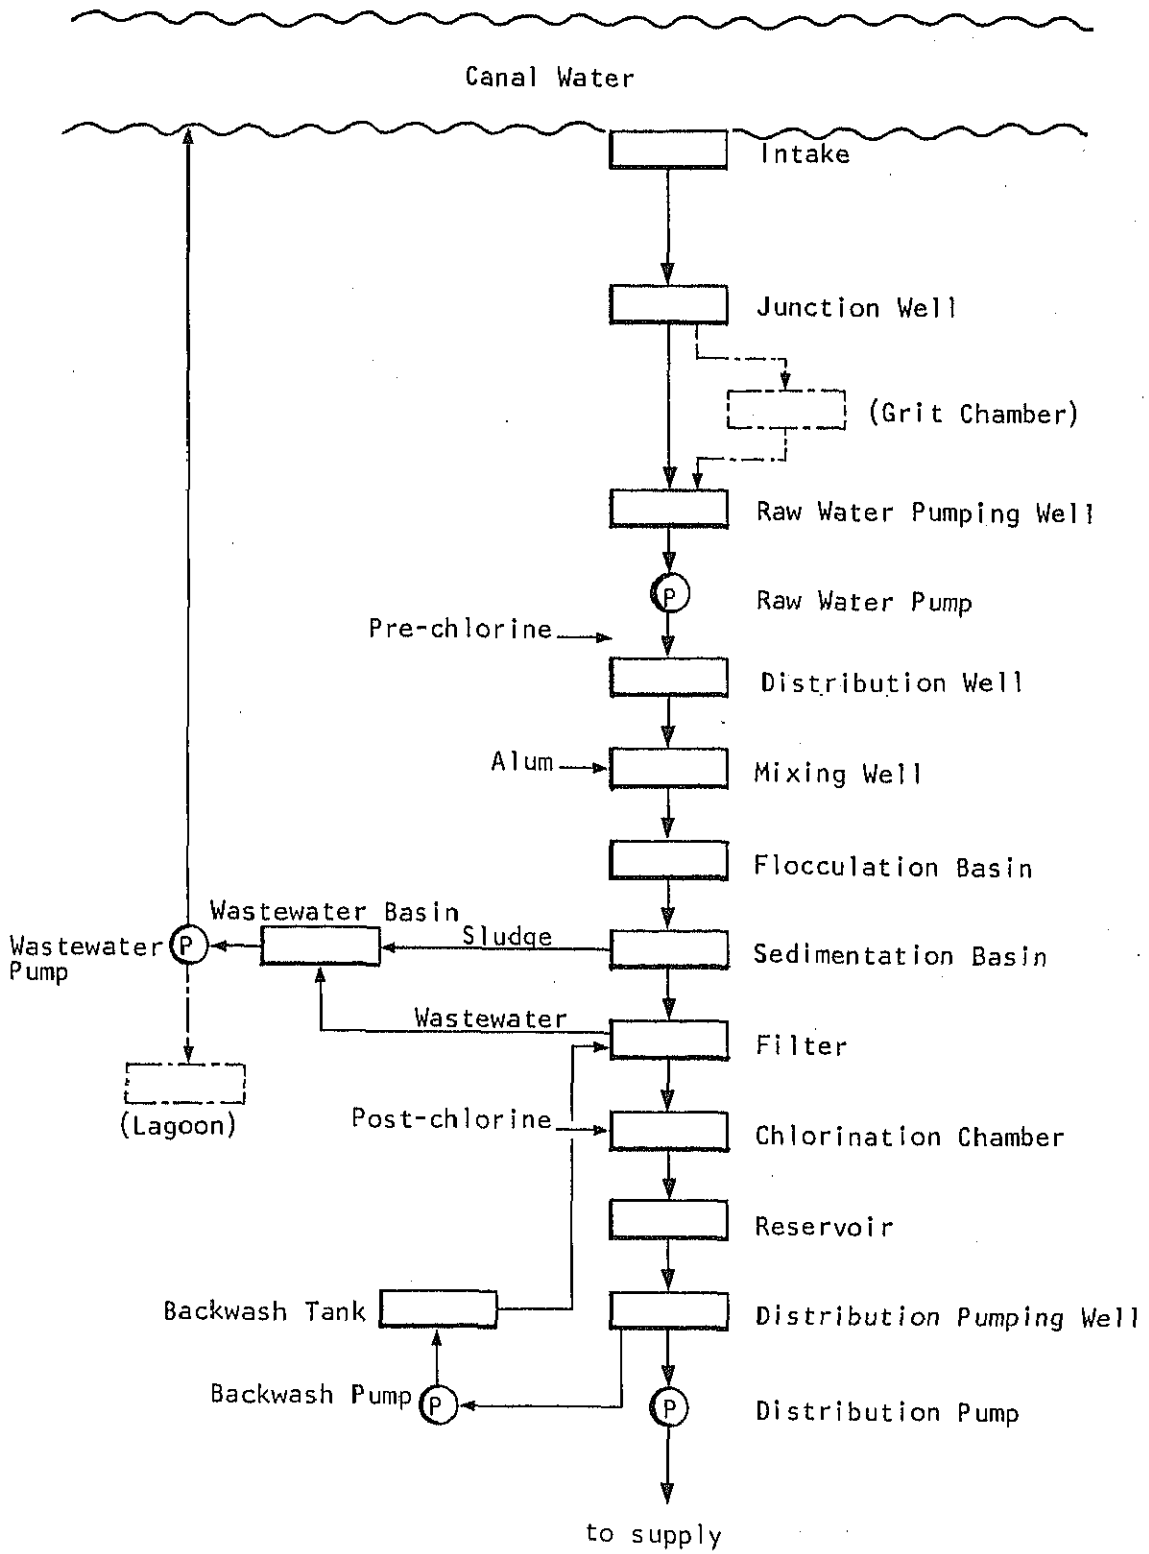 Canal Water
Intake
Junction Well
(Grit Chamber)
Raw Water Pumping Well
P
Raw Water Pump
Pre-chlorine
Distribution Well
Alum
Mixing Well
Flocculation Basin
Wastewater Basin
Sludge
Wastewater
Pump
P
Sedimentation Basin
Wastewater
Filter
(Lagoon)
Post-chlorine
Chlorination Chamber
Reservoir
Backwash Tank
Distribution Pumping Well
Backwash Pump
P
P
Distribution Pump
to supply